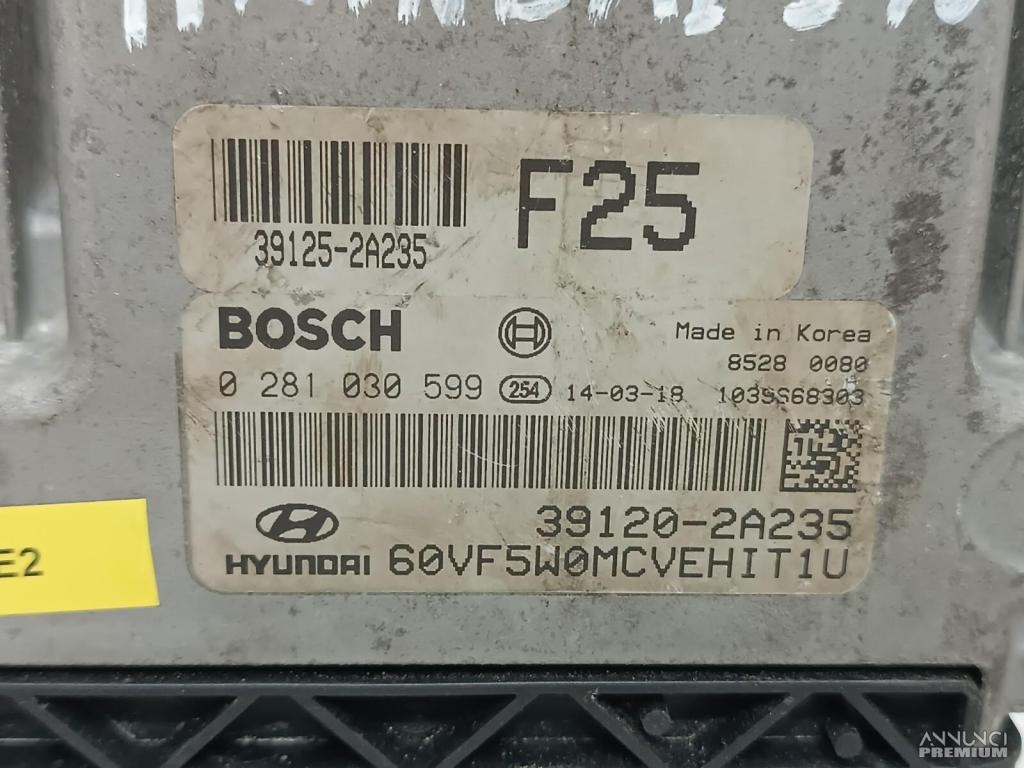 39125-2A235
F25
BOSCH
Made in Korea
8528 0080
0 281 030 599 254 14-03-18 1039S68303
39120-2A235
HYUNDAI 60VF5W0MCVEHIT1U
E2
ANNUNCI
PREMIUM